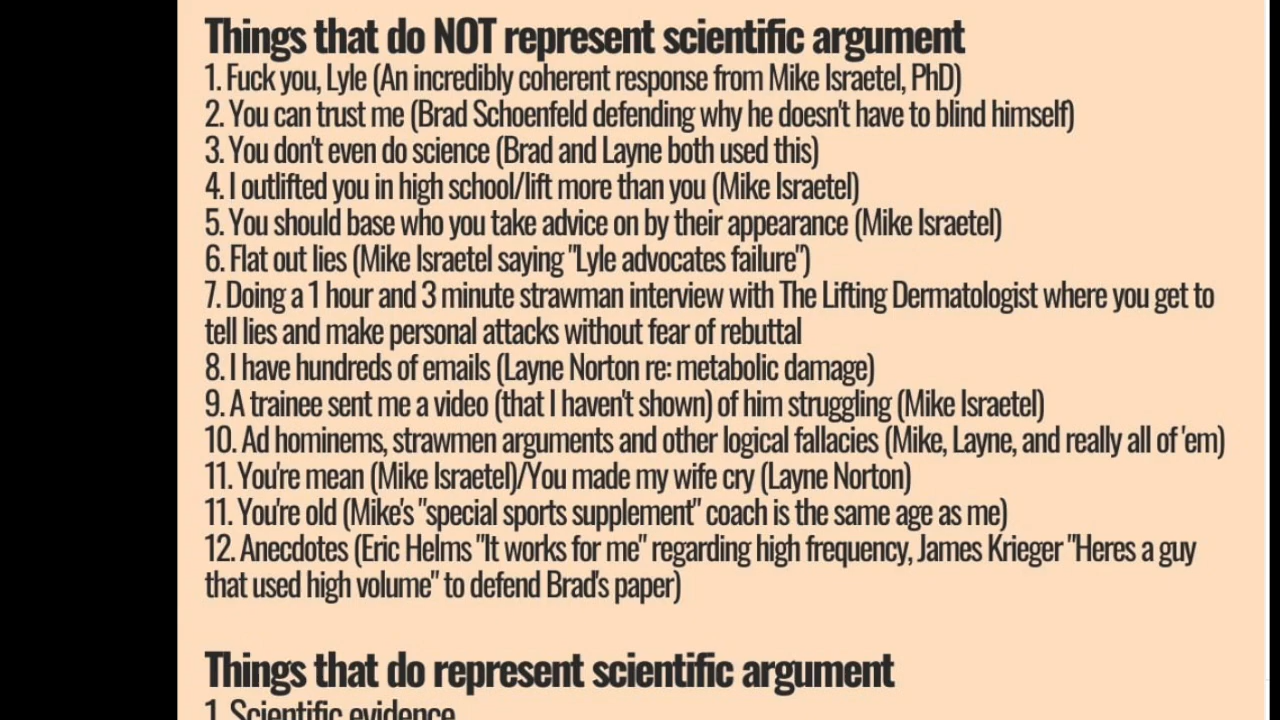 Things that do NOT represent scientific argument
1. Fuck you, Lyle (An incredibly coherent response from Mike Israetel, PhD)
2. You can trust me (Brad Schoenfeld defending why he doesn't have to blind himself)
3. You don't even do science (Brad and Layne both used this)
4. I outlifted you in high school/lift more than you (Mike Israetel)
5. You should base who you take advice on by their appearance (Mike Israetel)
6. Flat out lies (Mike Israetel saying "Lyle advocates failure")
7. Doing a 1 hour and 3 minute strawman interview with The Lifting Dermatologist where you get to
tell lies and make personal attacks without fear of rebuttal
8. I have hundreds of emails (Layne Norton re: metabolic damage)
9. A trainee sent me a video (that I haven't shown) of him struggling (Mike Israetel)
10. Ad hominems, strawmen arguments and other logical fallacies (Mike, Layne, and really all of 'em)
11. You're mean (Mike Israetel)/You made my wife cry (Layne Norton)
11. You're old (Mike's "special sports supplement" coach is the same age as me)
12. Anecdotes (Eric Helms "It works for me" regarding high frequency, James Krieger "Heres a guy
that used high volume" to defend Brad's paper)
Things that do represent scientific argument
1. Scientific evidence